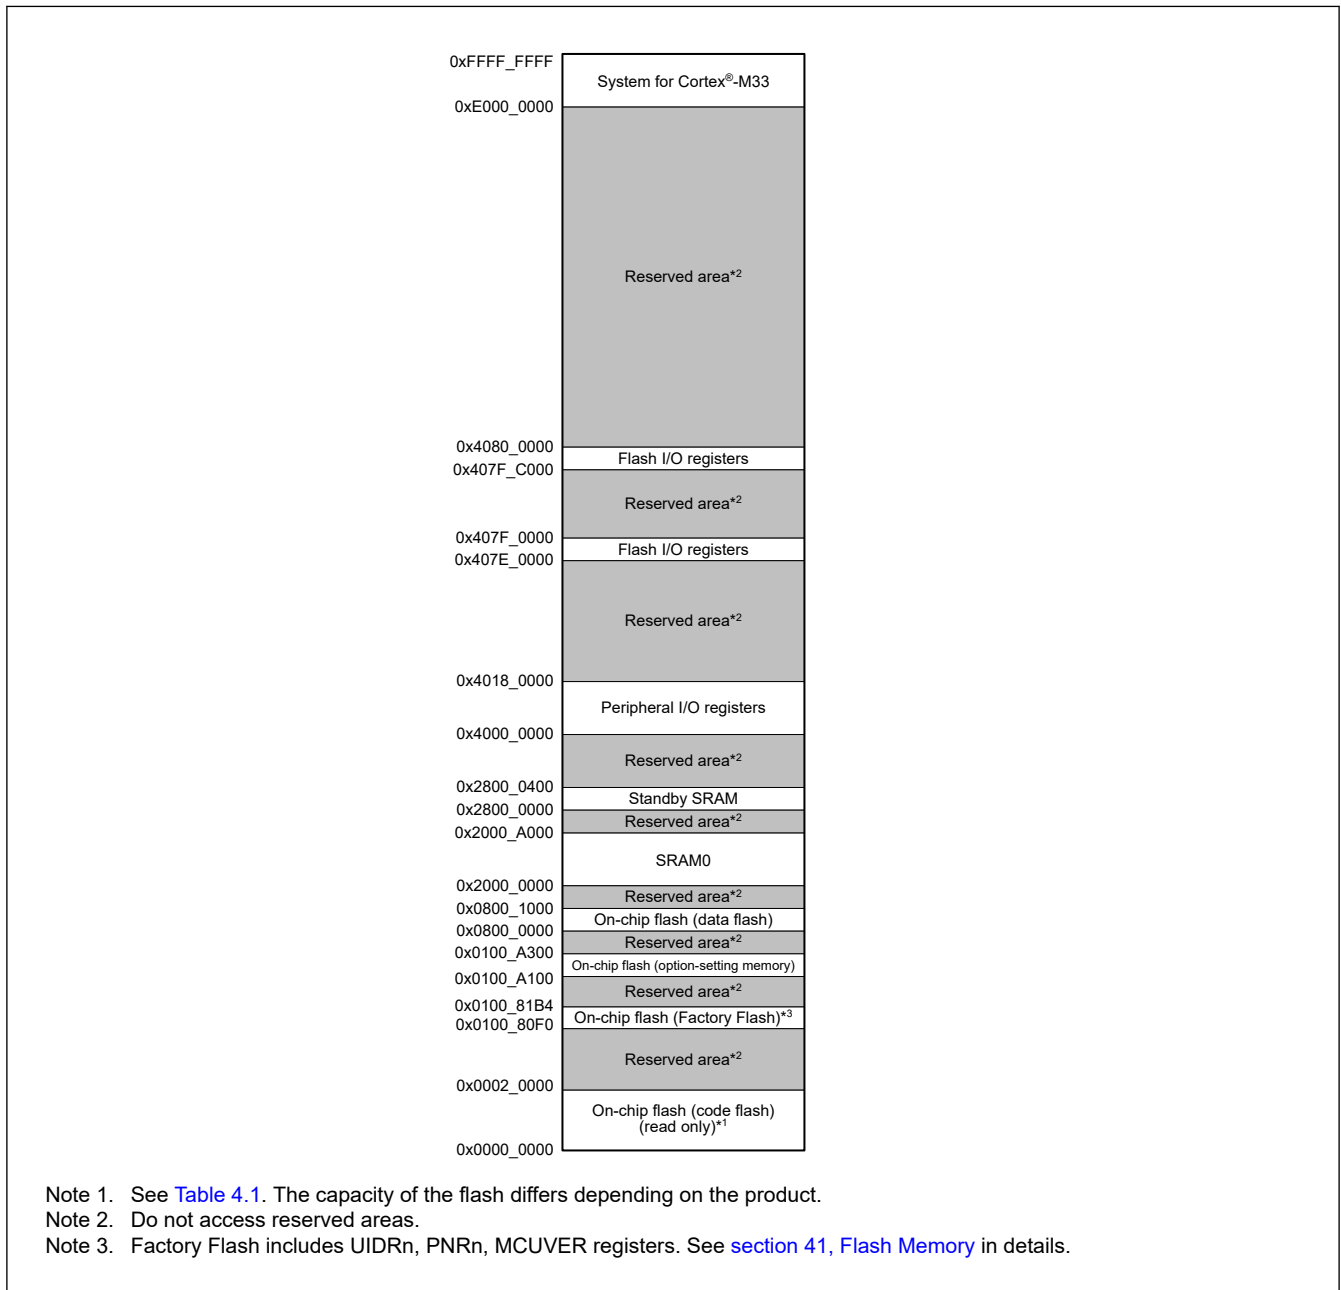 0xFFFF_FFFF
System for Cortex®-M33
0xE000_0000
Reserved area*2
0x4080_0000
Flash I/O registers
0x407F_C000
Reserved area*2
0x407F_0000
Flash I/O registers
0x407E_0000
Reserved area*2
0x4018_0000
Peripheral I/O registers
0x4000_0000
Reserved area*2
0x2800_0400
Standby SRAM
0x2800_0000
Reserved area*2
0x2000_A000
SRAM0
0x2000_0000
Reserved area*2
0x0800_1000
On-chip flash (data flash)
0x0800_0000
Reserved area*2
0x0100_A300
On-chip flash (option-setting memory)
0x0100_A100
Reserved area*2
0x0100_81B4
On-chip flash (Factory Flash)*3
0x0100_80F0
Reserved area*2
0x0002_0000
On-chip flash (code flash)
(read only)*1
0x0000_0000
Note 1. See Table 4.1. The capacity of the flash differs depending on the product.
Note 2. Do not access reserved areas.
Note 3. Factory Flash includes UIDRn, PNRn, MCUVER registers. See section 41, Flash Memory in details.